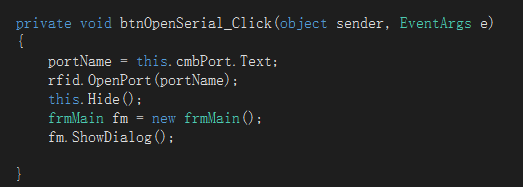 private void btnOpenSerial_Click(object sender, EventArgs e)
{
    portName = this.cmbPort.Text;
    rfid.OpenPort(portName);
    this.Hide();
    frmMain fm = new frmMain();
    fm.ShowDialog();
}